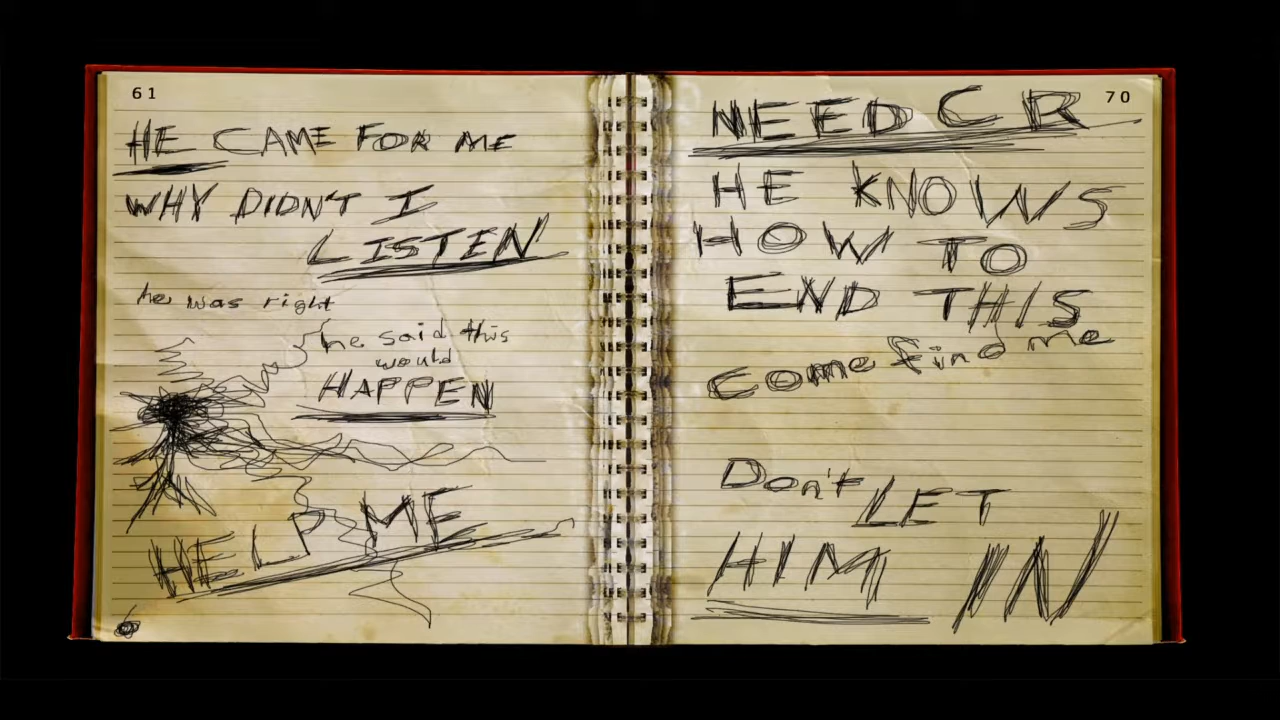 61
HE CAME FOR ME
WHY DIDN'T I
LISTEN
he was right
he said this
would
HAPPEN
HELP ME
70
NEED CR
HE KNOWS
HOW TO
END THIS
come find me
Don't LET
HIM IN